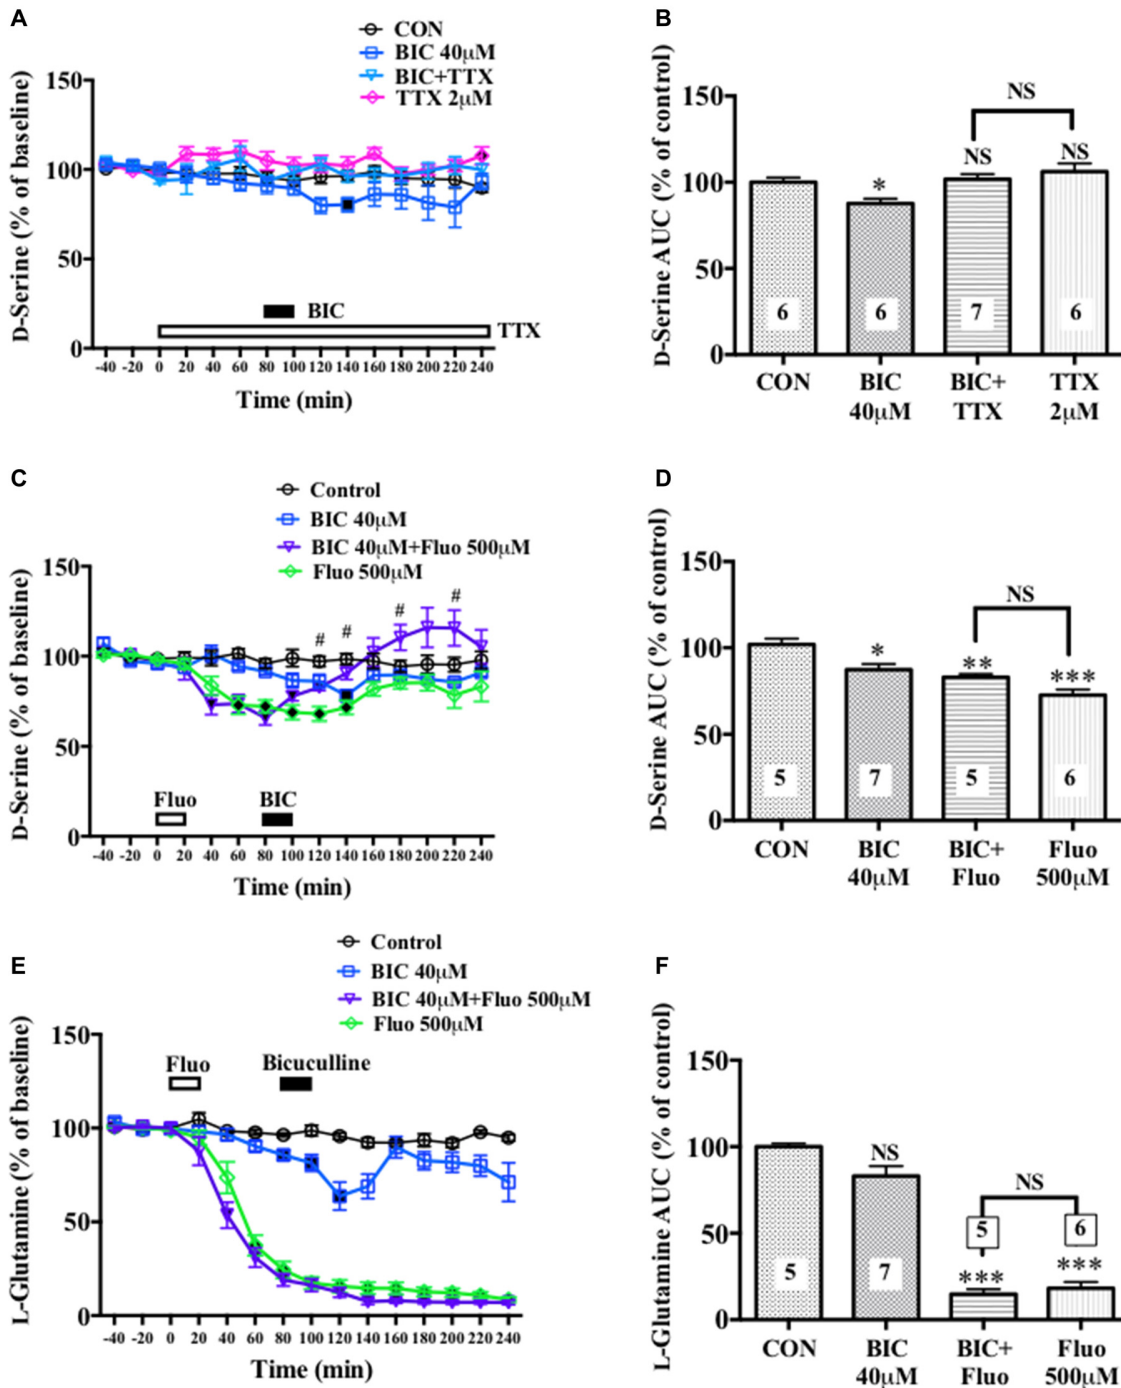 A
CON
BIC 40μM
BIC+TTX
TTX 2μM
D-Serine (% of baseline)
150
100
50
0
BIC
TTX
-40 -20 0 20 40 60 80 100 120 140 160 180 200 220 240
Time (min)
B
D-Serine AUC (% of control)
150
100
50
0
NS
*
NS
NS
6
6
7
6
CON
BIC 40μM
BIC+ TTX
TTX 2μM
C
Control
BIC 40μM
BIC 40μM+Fluo 500μM
Fluo 500μM
D-Serine (% of baseline)
150
100
50
0
# # # #
Fluo
BIC
-40 -20 0 20 40 60 80 100 120 140 160 180 200 220 240
Time (min)
D
D-Serine AUC (% of control)
150
100
50
0
NS
*
**
***
5
7
5
6
CON
BIC 40μM
BIC+ Fluo
Fluo 500μM
E
Control
BIC 40μM
BIC 40μM+Fluo 500μM
Fluo 500μM
L-Glutamine (% of baseline)
150
100
50
0
Fluo
Bicuculline
-40 -20 0 20 40 60 80 100 120 140 160 180 200 220 240
Time (min)
F
L-Glutamine AUC (% of control)
150
100
50
0
NS
NS
5
6
***
***
5
7
CON
BIC 40μM
BIC+ Fluo
Fluo 500μM